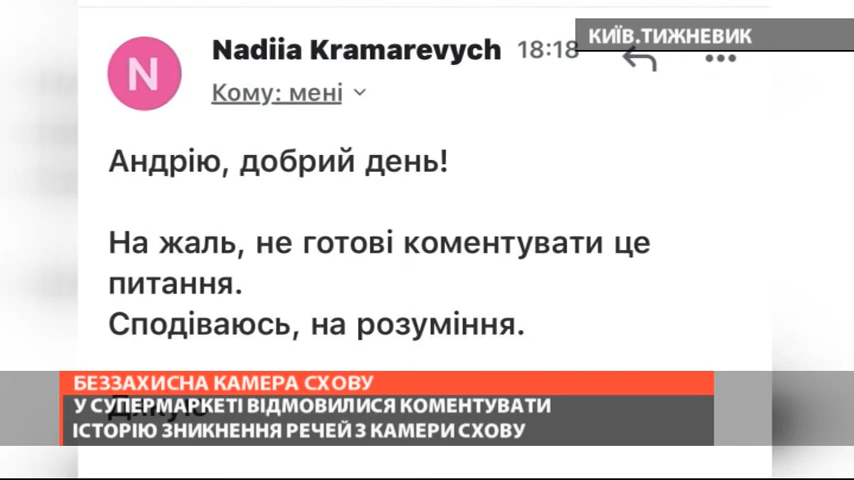 КИЇВ.ТИЖНЕВИК
N
Nadiia Kramarevych 18:18
Кому: мені
Андрію, добрий день!
На жаль, не готові коментувати це
питання.
Сподіваюсь, на розуміння.
БЕЗЗАХИСНА КАМЕРА СХОВУ
У СУПЕРМАРКЕТІ ВІДМОВИЛИСЯ КОМЕНТУВАТИ
ІСТОРІЮ ЗНИКНЕННЯ РЕЧЕЙ З КАМЕРИ СХОВУ